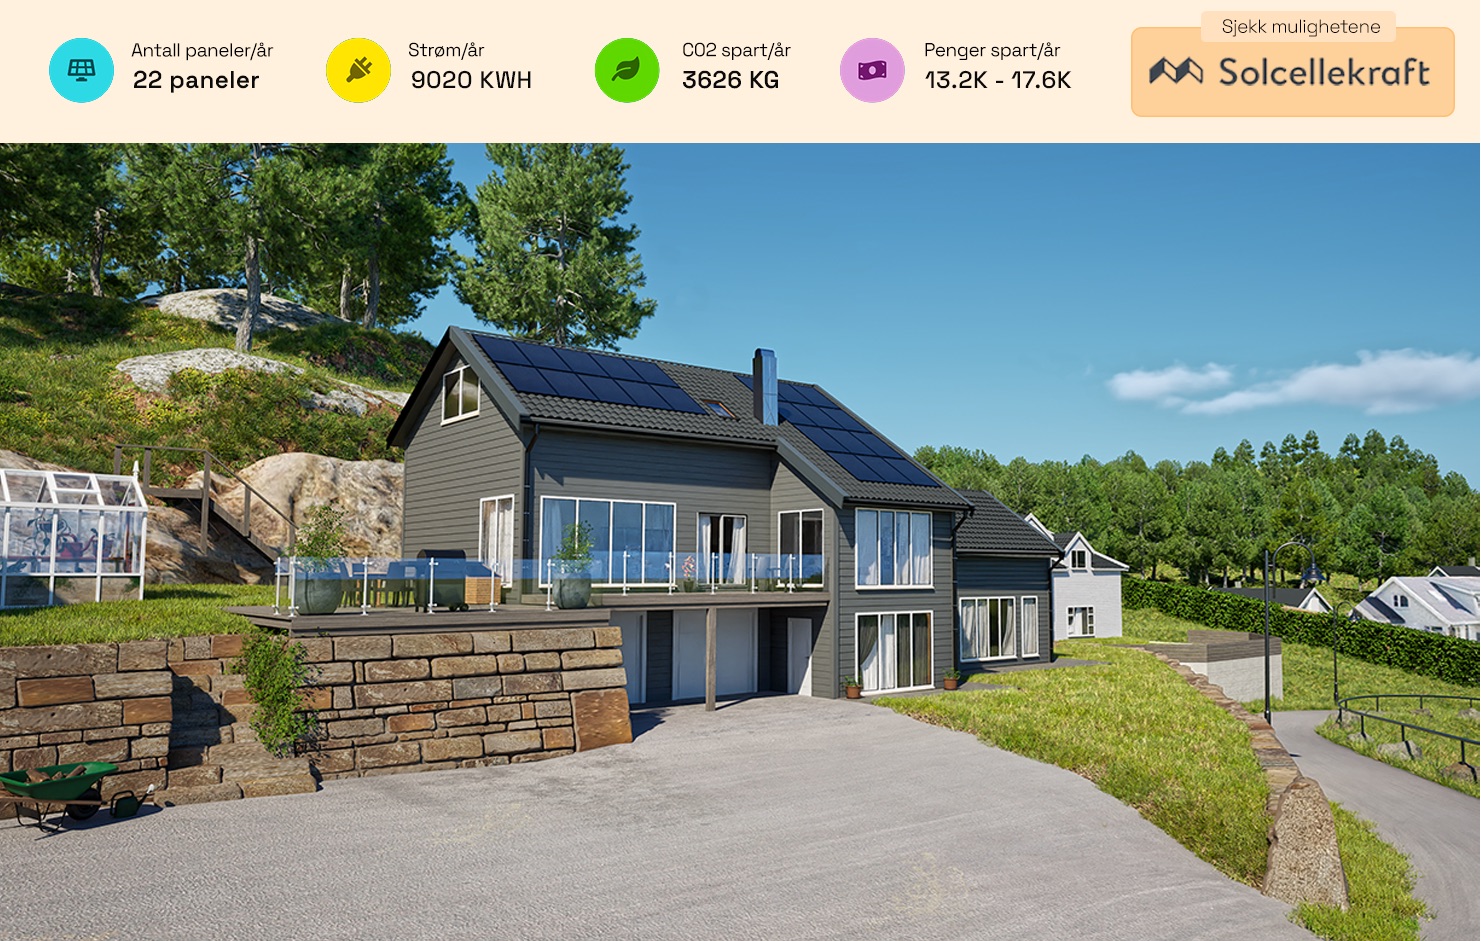 Antall paneler/år
22 paneler
Strøm/år
9020 KWH
CO2 spart/år
3626 KG
Penger spart/år
13.2K - 17.6K
Sjekk mulighetene
Solcellekraft